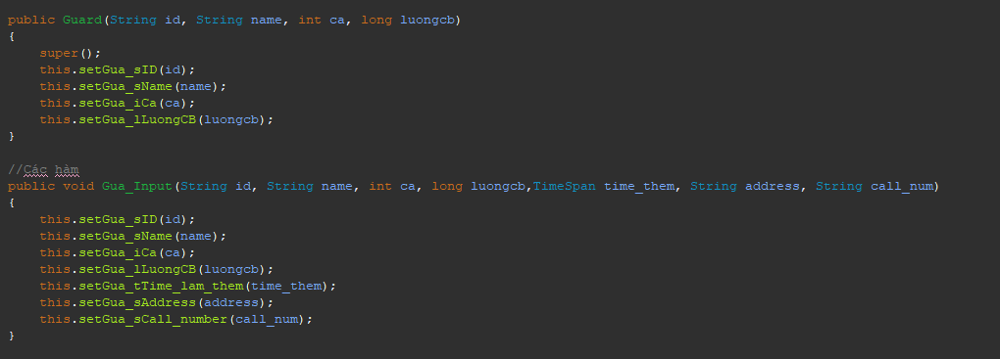 public Guard(String id, String name, int ca, long luongcb)
{
super();
this.setGua_sID(id);
this.setGua_sName(name);
this.setGua_iCa(ca);
this.setGua_lLuongCB(luongcb);
}
//Các hàm
public void Gua_Input(String id, String name, int ca, long luongcb,TimeSpan time_them, String address, String call_num)
{
this.setGua_sID(id);
this.setGua_sName(name);
this.setGua_iCa(ca);
this.setGua_lLuongCB(luongcb);
this.setGua_tTime_lam_them(time_them);
this.setGua_sAddress(address);
this.setGua_sCall_number(call_num);
}